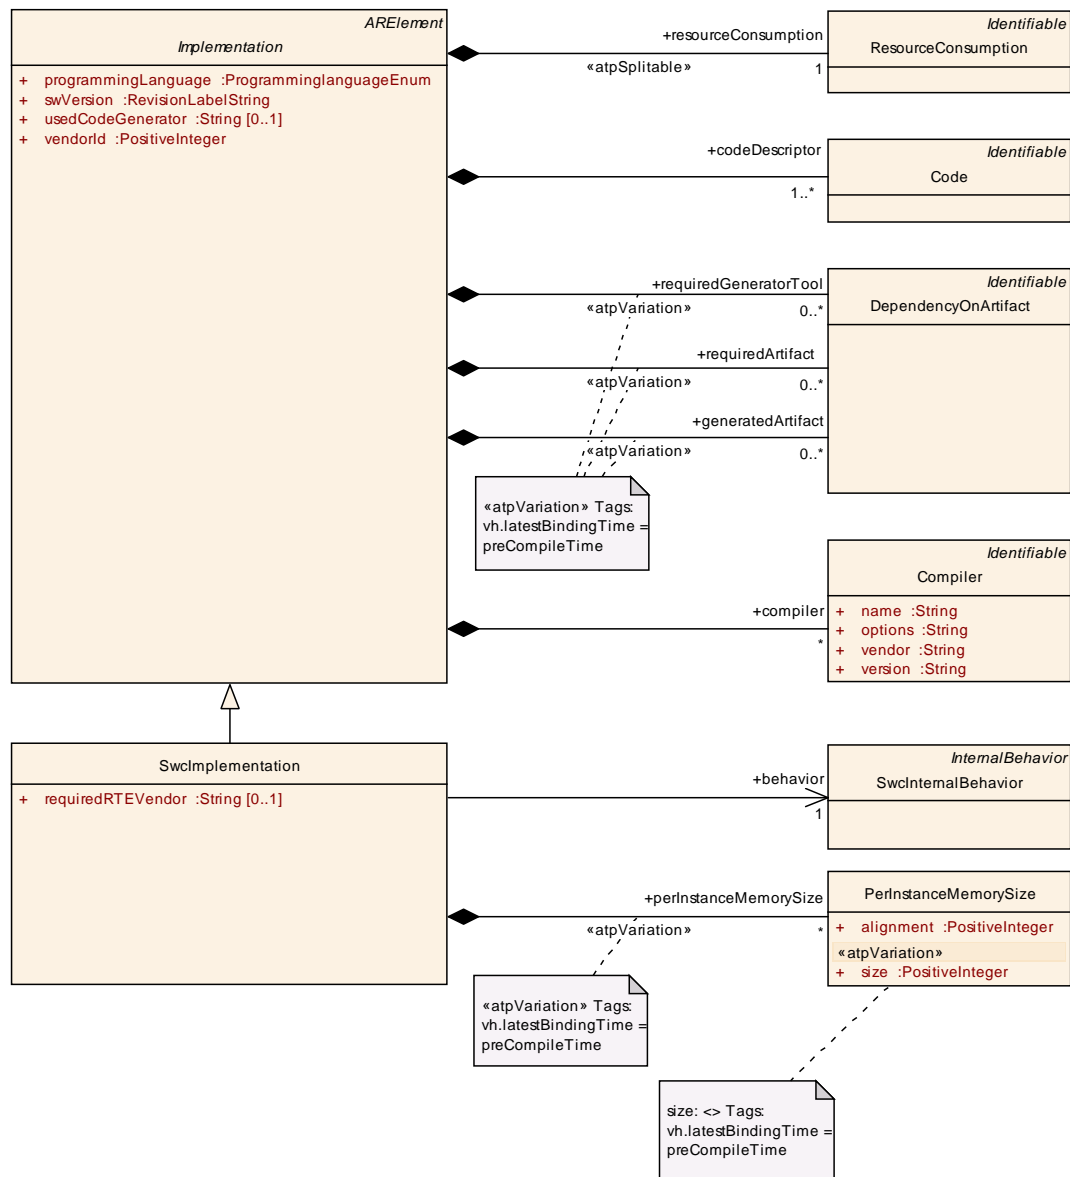 ARElement
Implementation
+ programmingLanguage :ProgramminglanguageEnum
+ swVersion :RevisionLabelString
+ usedCodeGenerator :String [0..1]
+ vendorId :PositiveInteger
+resourceConsumption
«atpSplitable»
1
Identifiable
ResourceConsumption
+codeDescriptor
1..*
Identifiable
Code
+requiredGeneratorTool
«atpVariation»
0..*
Identifiable
DependencyOnArtifact
+requiredArtifact
«atpVariation»
0..*
+generatedArtifact
«atpVariation»
0..*
«atpVariation» Tags:
vh.latestBindingTime =
preCompileTime
+compiler
*
Identifiable
Compiler
+ name :String
+ options :String
+ vendor :String
+ version :String
SwcImplementation
+ requiredRTEVendor :String [0..1]
+behavior
1
InternalBehavior
SwcInternalBehavior
+perInstanceMemorySize
«atpVariation»
*
PerInstanceMemorySize
+ alignment :PositiveInteger
«atpVariation»
+ size :PositiveInteger
«atpVariation» Tags:
vh.latestBindingTime =
preCompileTime
size: <> Tags:
vh.latestBindingTime =
preCompileTime